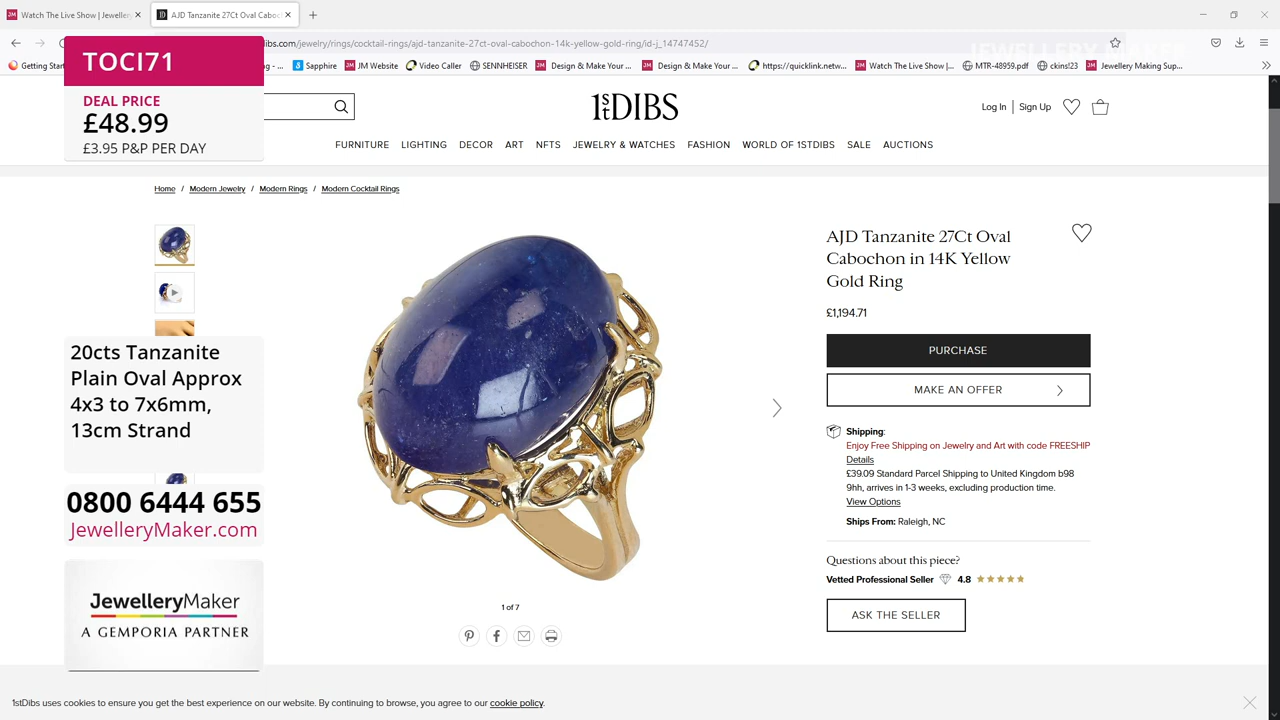 Watch The Live Show | Jeweller
AJD Tanzanite 27Ct Oval Caboc
JEWELLERY MAKER
ibs.com/jewelry/rings/cocktail-rings/ajd-tanzanite-27ct-oval-cabochon-14k-yellow-gold-ring/id-j_14747452/
Getting Star
Sapphire
JM Website
Video Caller
SENNHEISER
Design & Make Your ...
Design & Make Your ...
https://quicklink.netw...
Watch The Live Show |...
MTR-48959.pdf
ckins!23
Jewellery Making Sup...
TOCI71
DEAL PRICE
£48.99
£3.95 P&P PER DAY
1stDIBS
Log In | Sign Up
FURNITURE LIGHTING DECOR ART NFTS JEWELRY & WATCHES FASHION WORLD OF 1STDIBS SALE AUCTIONS
Home / Modern Jewelry / Modern Rings / Modern Cocktail Rings
AJD Tanzanite 27Ct Oval
Cabochon in 14K Yellow
Gold Ring
£1,194.71
PURCHASE
MAKE AN OFFER
Shipping:
Enjoy Free Shipping on Jewelry and Art with code FREESHIP
Details
£39.09 Standard Parcel Shipping to United Kingdom b98
9hh, arrives in 1-3 weeks, excluding production time.
View Options
Ships From: Raleigh, NC
Questions about this piece?
Vetted Professional Seller 4.8
ASK THE SELLER
20cts Tanzanite
Plain Oval Approx
4x3 to 7x6mm,
13cm Strand
0800 6444 655
JewelleryMaker.com
JewelleryMaker
A GEMPORIA PARTNER
1 of 7
1stDibs uses cookies to ensure you get the best experience on our website. By continuing to browse, you agree to our cookie policy.